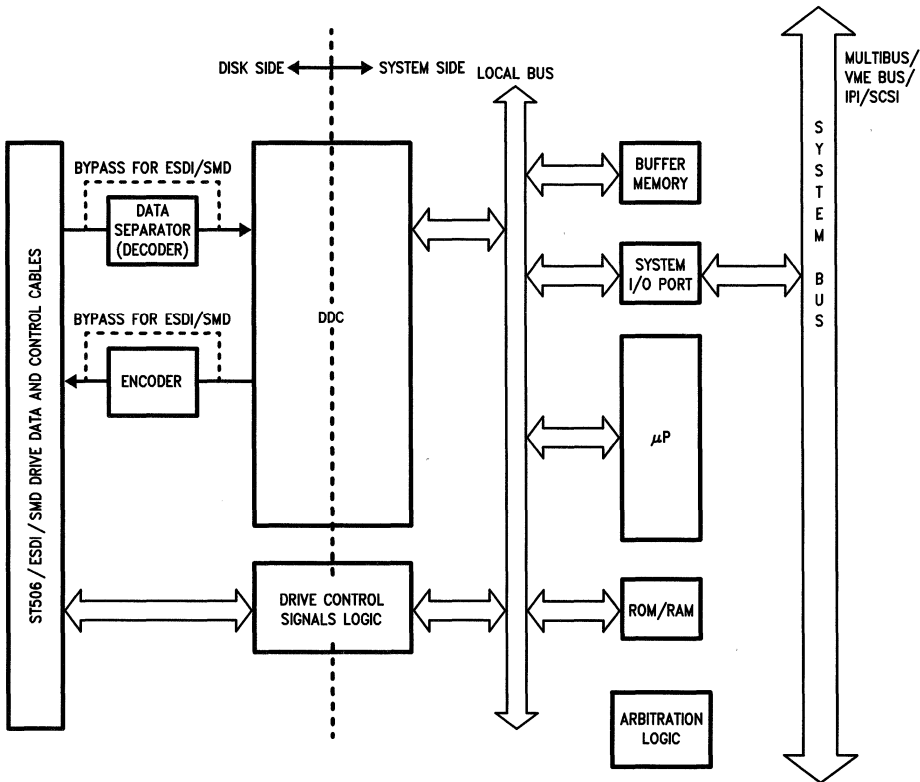 DISK SIDE
SYSTEM SIDE
LOCAL BUS
MULTIBUS/
VME BUS/
IPI/SCSI
SYSTEM BUS
ST506/ESDI/SMD DRIVE DATA AND CONTROL CABLES
BYPASS FOR ESDI/SMD
DATA
SEPARATOR
(DECODER)
BYPASS FOR ESDI/SMD
ENCODER
DDC
DRIVE CONTROL
SIGNALS LOGIC
BUFFER
MEMORY
SYSTEM
I/O PORT
μP
ROM/RAM
ARBITRATION
LOGIC